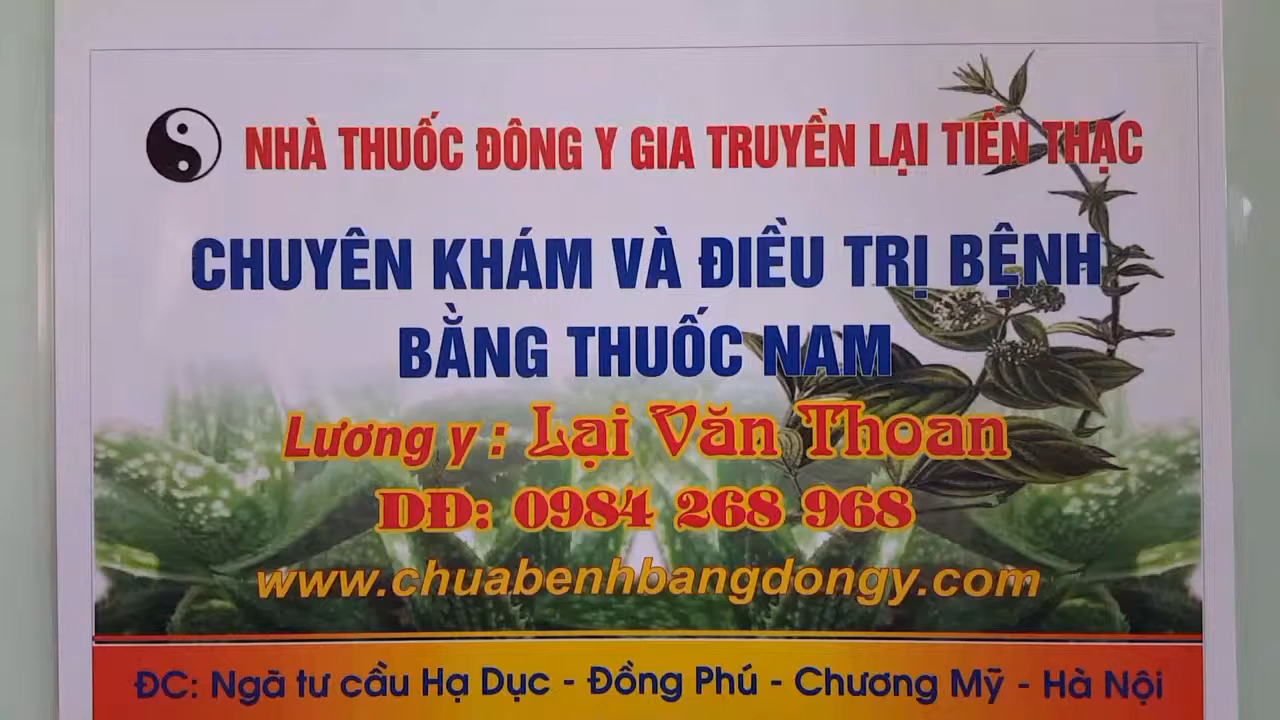 NHÀ THUỐC ĐÔNG Y GIA TRUYỀN LẠI TIẾN THẠC
CHUYÊN KHÁM VÀ ĐIỀU TRỊ BỆNH
BẰNG THUỐC NAM
Lương y : Lại Văn Thoan
DĐ: 0984 268 968
www.chuabenhbangdongy.com
ĐC: Ngã tư cầu Hạ Dục - Đồng Phú - Chương Mỹ - Hà Nội